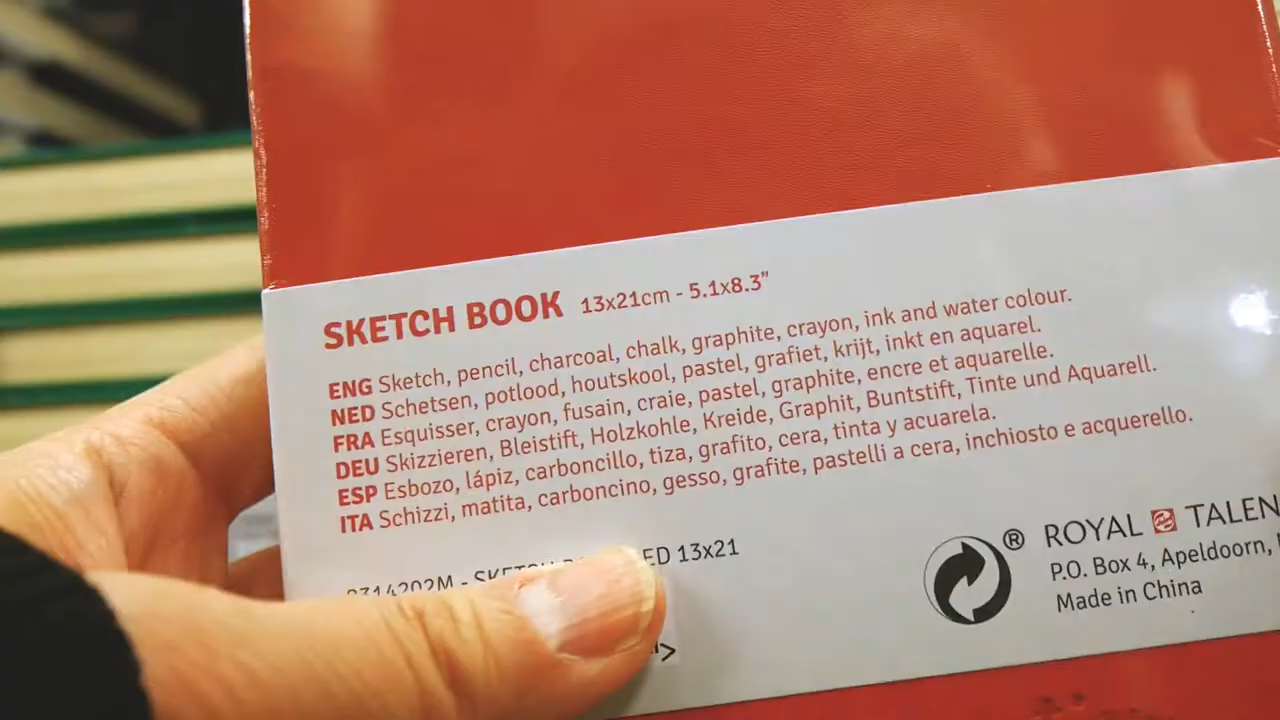 SKETCH BOOK 13x21cm - 5.1x8.3”
ENG Sketch, pencil, charcoal, chalk, graphite, crayon, ink and water colour.
NED Schetsen, potlood, houtskool, pastel, grafiet, krijt, inkt en aquarel.
FRA Esquisser, crayon, fusain, craie, pastel, graphite, encre et aquarelle.
DEU Skizzieren, Bleistift, Holzkohle, Kreide, Graphit, Buntstift, Tinte und Aquarell.
ESP Esbozo, lápiz, carboncillo, tiza, grafito, cera, tinta y acuarela.
ITA Schizzi, matita, carboncino, gesso, grafite, pastelli a cera, inchiosto e acquerello.
9314202M - SKETCH 13x21
® ROYAL TALEN
P.O. Box 4, Apeldoorn,
Made in China